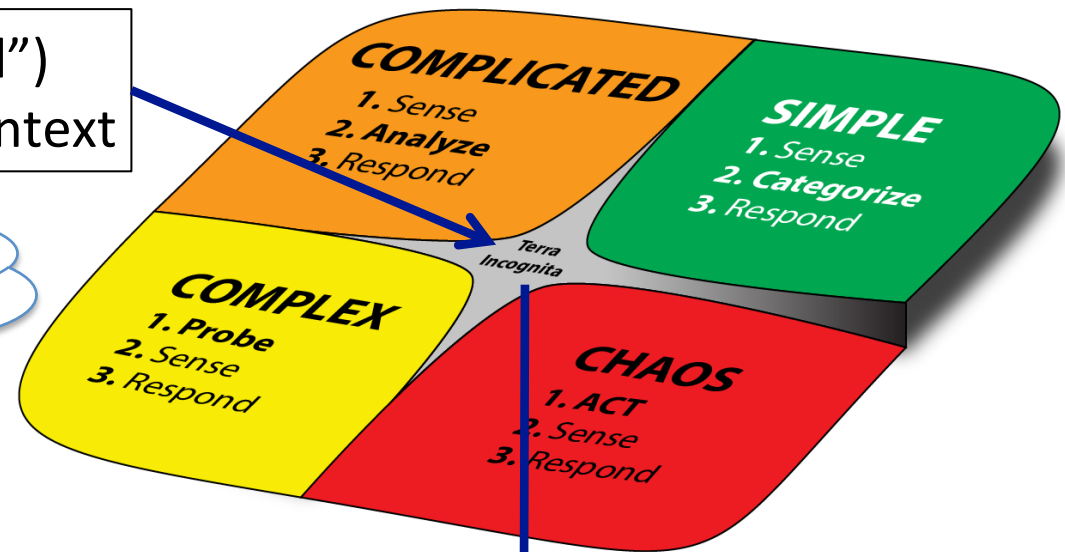 ”)
ntext
COMPLICATED
1. Sense
2. Analyze
3. Respond
SIMPLE
1. Sense
2. Categorize
3. Respond
Terra
Incognita
COMPLEX
1. Probe
2. Sense
3. Respond
CHAOS
1. ACT
2. Sense
3. Respond